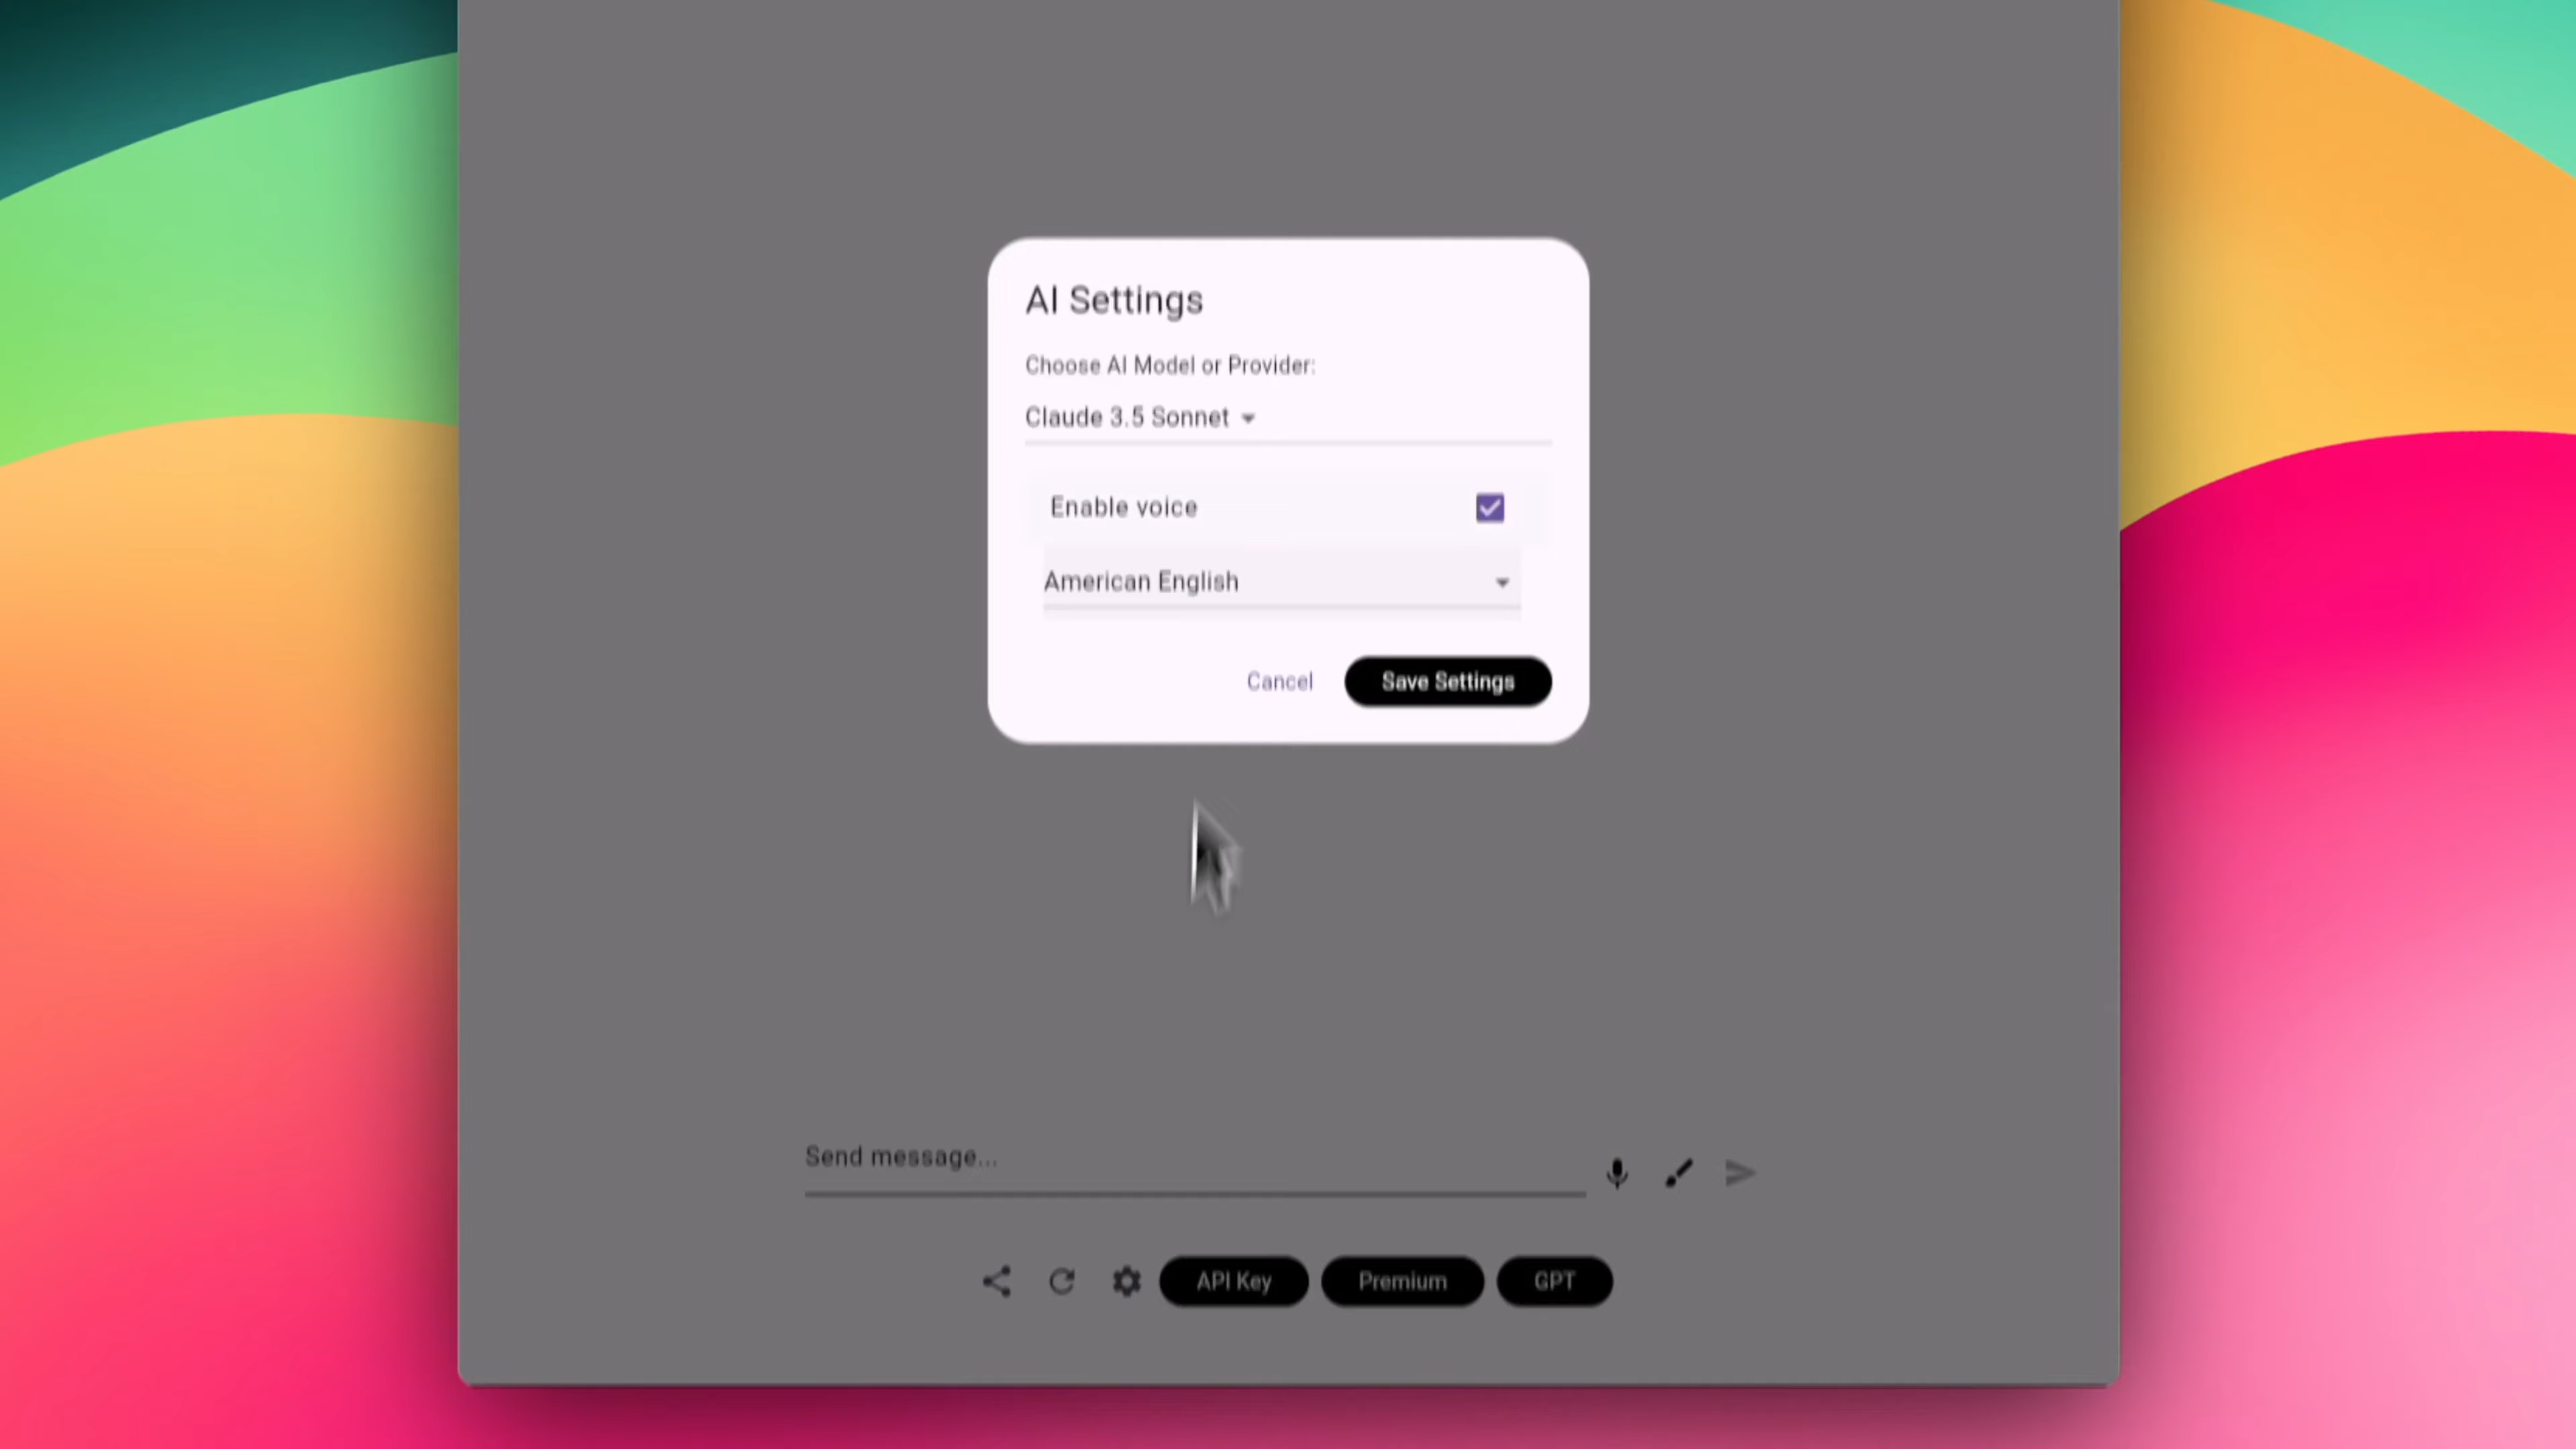 AI Settings
Choose AI Model or Provider:
Claude 3.5 Sonnet
Enable voice
American English
Cancel Save Settings
Send message...
API Key Premium GPT